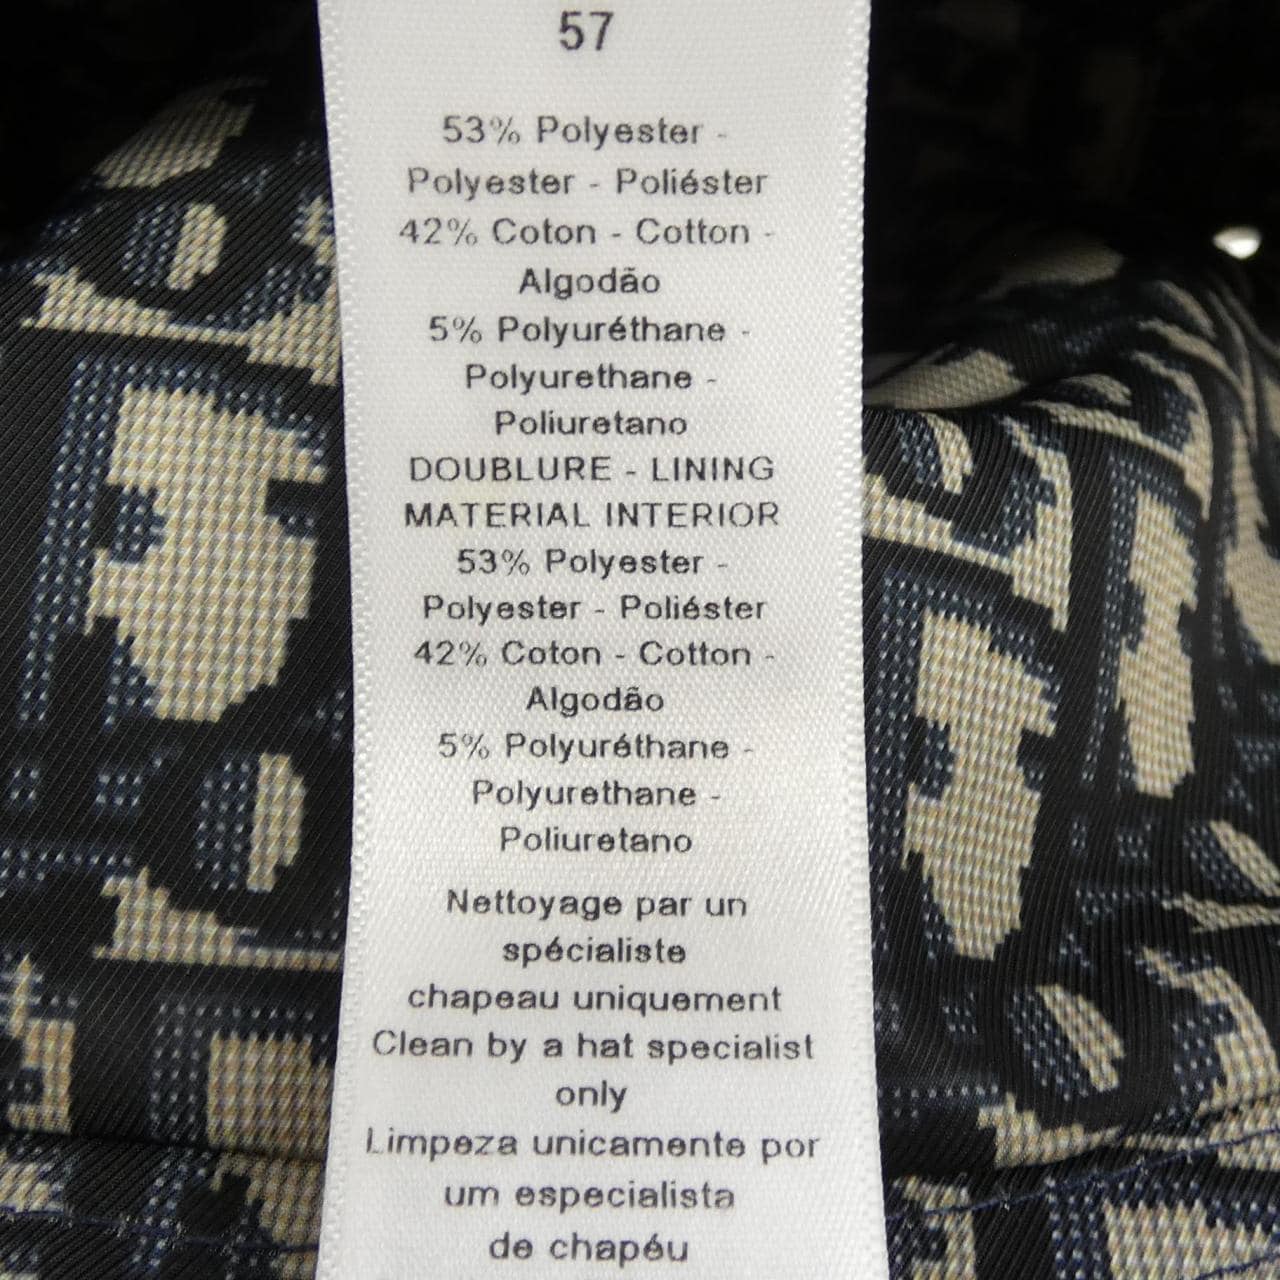 57
53% Polyester -
Polyester - Poliéster
42% Coton - Cotton -
Algodão
5% Polyuréthane -
Polyurethane -
Poliuretano
DOUBLURE - LINING
MATERIAL INTERIOR
53% Polyester -
Polyester - Poliéster
42% Coton - Cotton -
Algodão
5% Polyuréthane -
Polyurethane -
Poliuretano
Nettoyage par un
spécialiste
chapeau uniquement
Clean by a hat specialist
only
Limpeza unicamente por
um especialista
de chapéu